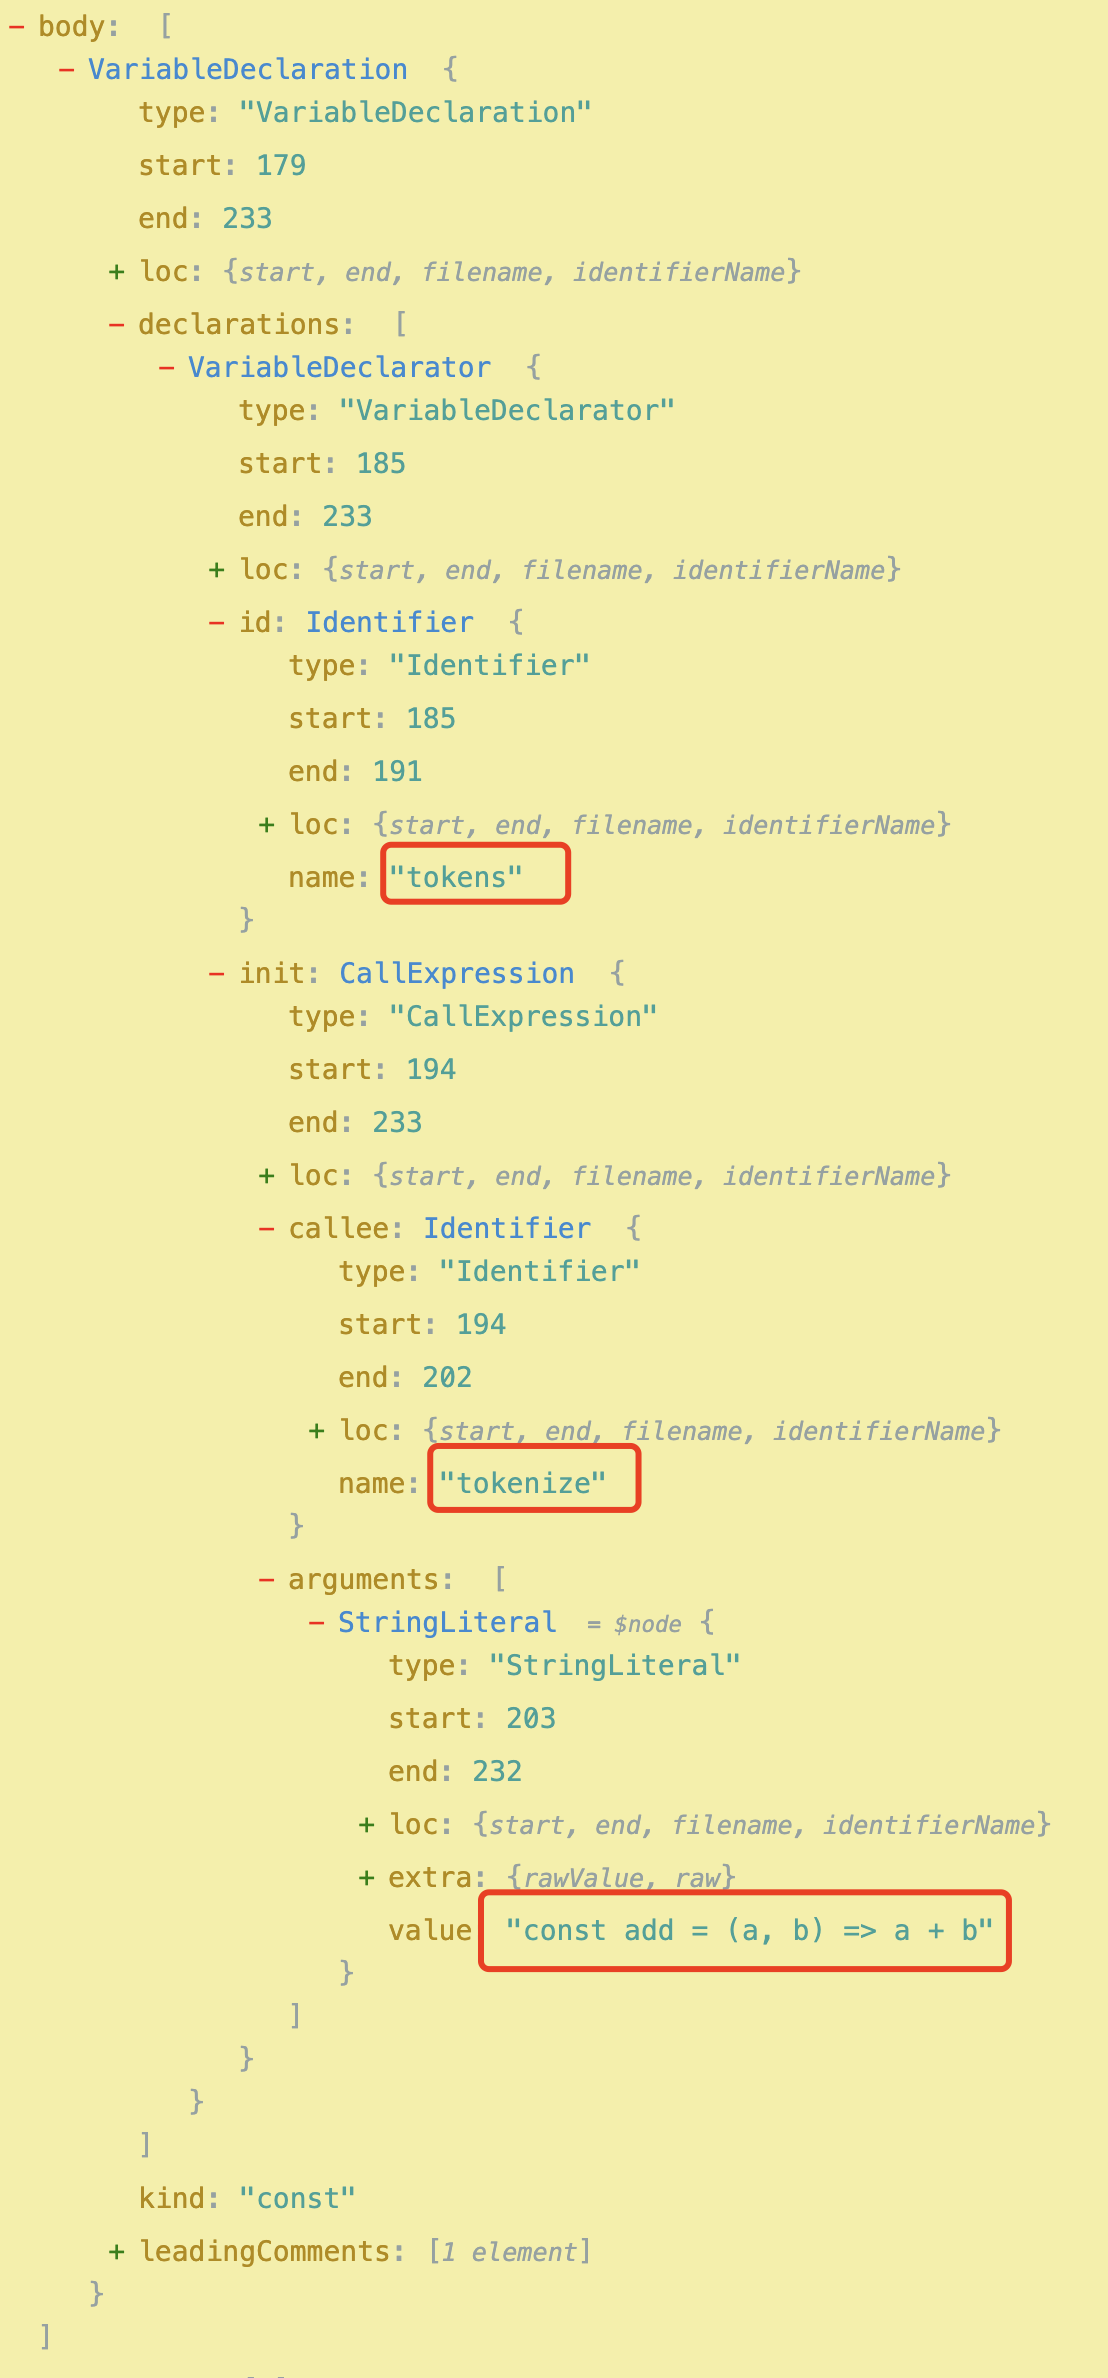 − body: [
− VariableDeclaration {
type: "VariableDeclaration"
start: 179
end: 233
+ loc: {start, end, filename, identifierName}
− declarations: [
− VariableDeclarator {
type: "VariableDeclarator"
start: 185
end: 233
+ loc: {start, end, filename, identifierName}
− id: Identifier {
type: "Identifier"
start: 185
end: 191
+ loc: {start, end, filename, identifierName}
name: "tokens"
}
− init: CallExpression {
type: "CallExpression"
start: 194
end: 233
+ loc: {start, end, filename, identifierName}
− callee: Identifier {
type: "Identifier"
start: 194
end: 202
+ loc: {start, end, filename, identifierName}
name: "tokenize"
}
− arguments: [
− StringLiteral = $node {
type: "StringLiteral"
start: 203
end: 232
+ loc: {start, end, filename, identifierName}
+ extra: {rawValue, raw}
value "const add = (a, b) => a + b"
}
]
}
}
]
kind: "const"
+ leadingComments: [1 element]
}
]